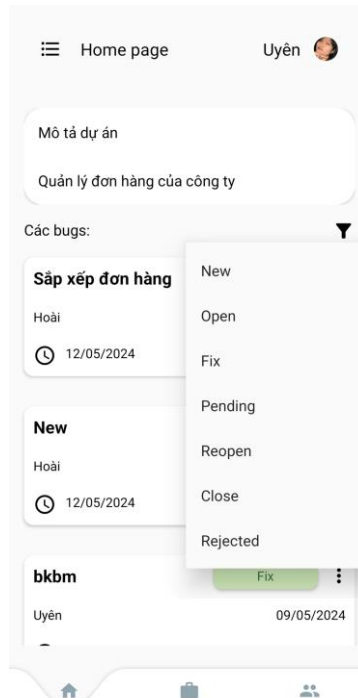 Home page
Uyên
Mô tả dự án
Quản lý đơn hàng của công ty
Các bugs:
Sắp xếp đơn hàng
Hoài
12/05/2024
New
Hoài
12/05/2024
New
Open
Fix
Pending
Reopen
Close
Rejected
bkbm
Fix
Uyên
09/05/2024